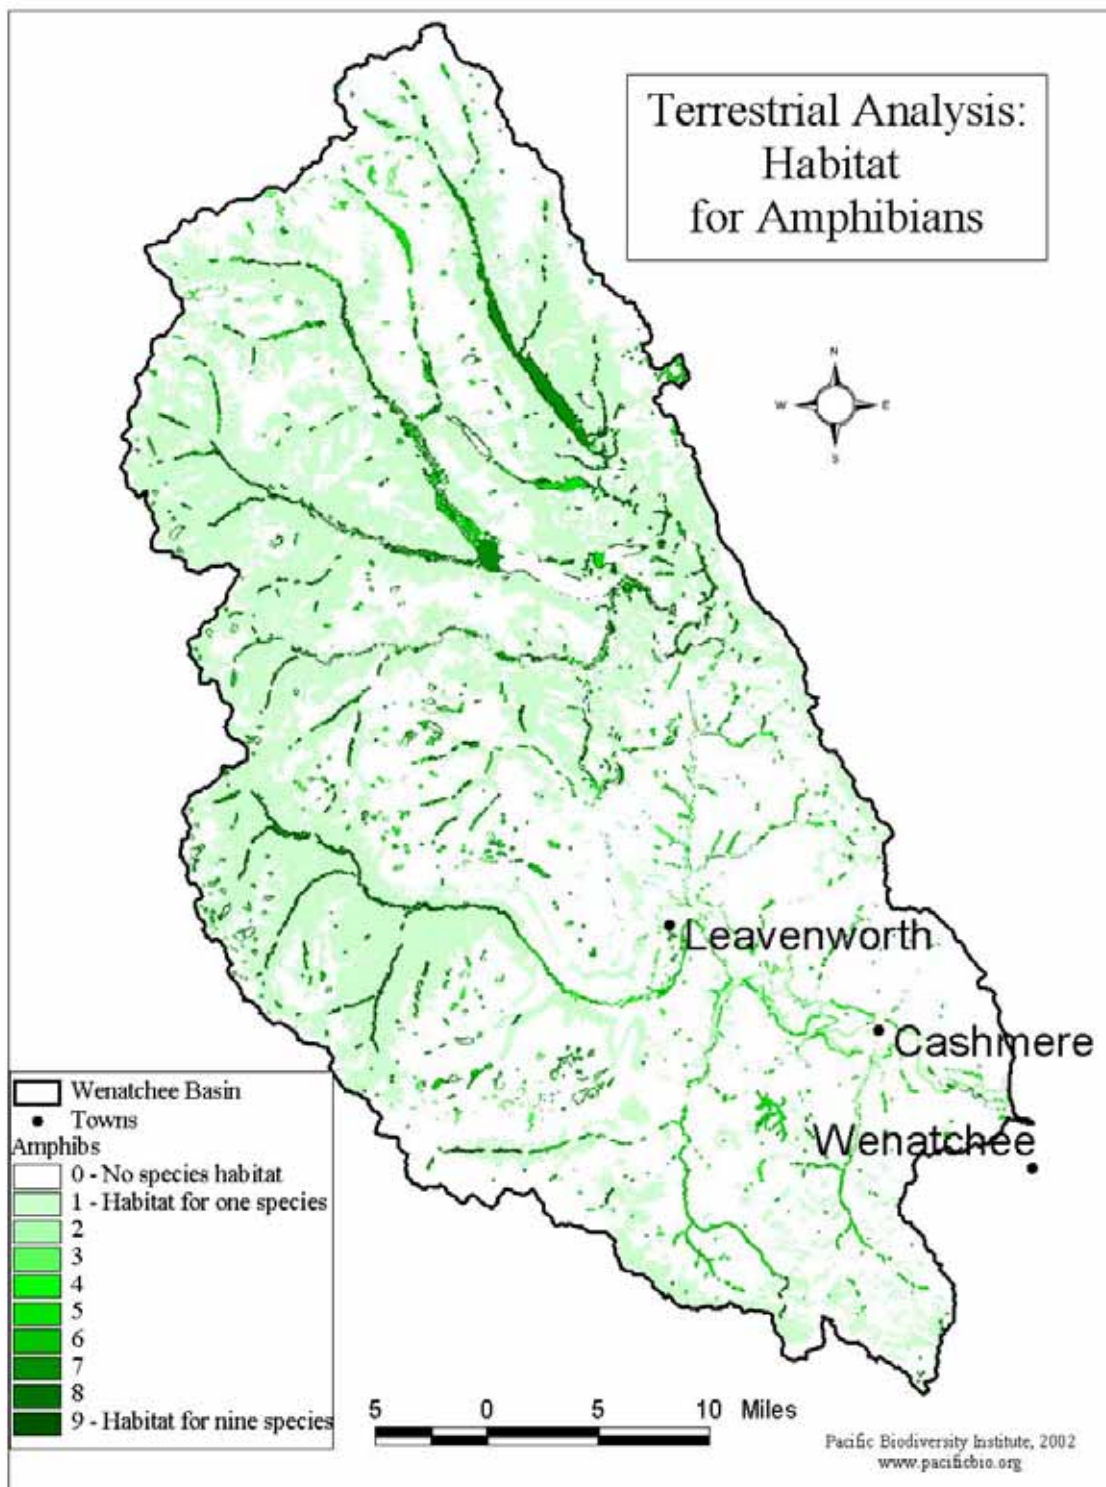 Terrestrial Analysis:
Habitat
for Amphibians
N
W E
S
Leavenworth
Cashmere
Wenatchee
Wenatchee Basin
Towns
Amphibs
0 - No species habitat
1 - Habitat for one species
2
3
4
5
6
7
8
9 - Habitat for nine species
5 0 5 10 Miles
Pacific Biodiversity Institute, 2002
www.pacificbio.org